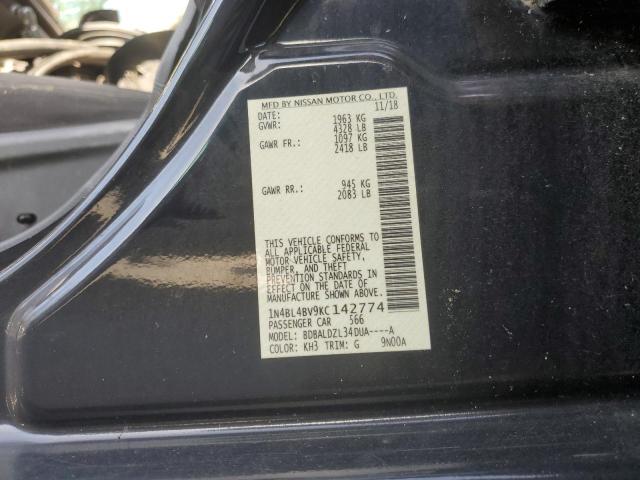 MFD BY NISSAN MOTOR CO., LTD.
DATE: 11/18
GVWR: 1963 KG
4328 LB
GAWR FR.: 1097 KG
2418 LB
GAWR RR.: 945 KG
2083 LB
THIS VEHICLE CONFORMS TO
ALL APPLICABLE FEDERAL
MOTOR VEHICLE SAFETY,
BUMPER, AND THEFT
PREVENTION STANDARDS IN
EFFECT ON THE DATE OF
MANUFACTURE SHOWN ABOVE.
1N4BL4BV9KC142774
PASSENGER CAR 566
MODEL: BDBALDZL34DUA----A
COLOR: KH3 TRIM: G 9N00A